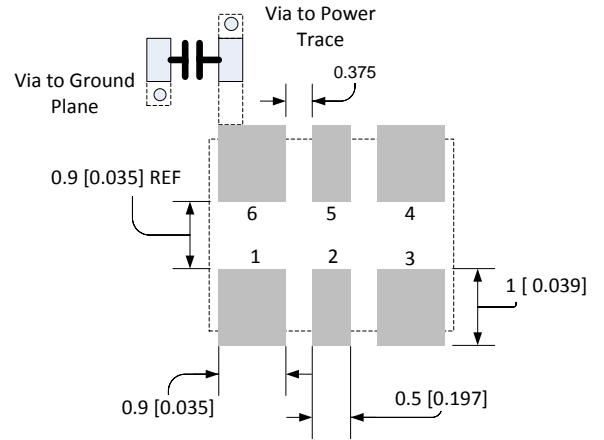 Via to Power
Trace
Via to Ground
Plane
0.375
0.9 [0.035] REF
6 5 4
1 2 3
1 [ 0.039]
0.9 [0.035]
0.5 [0.197]